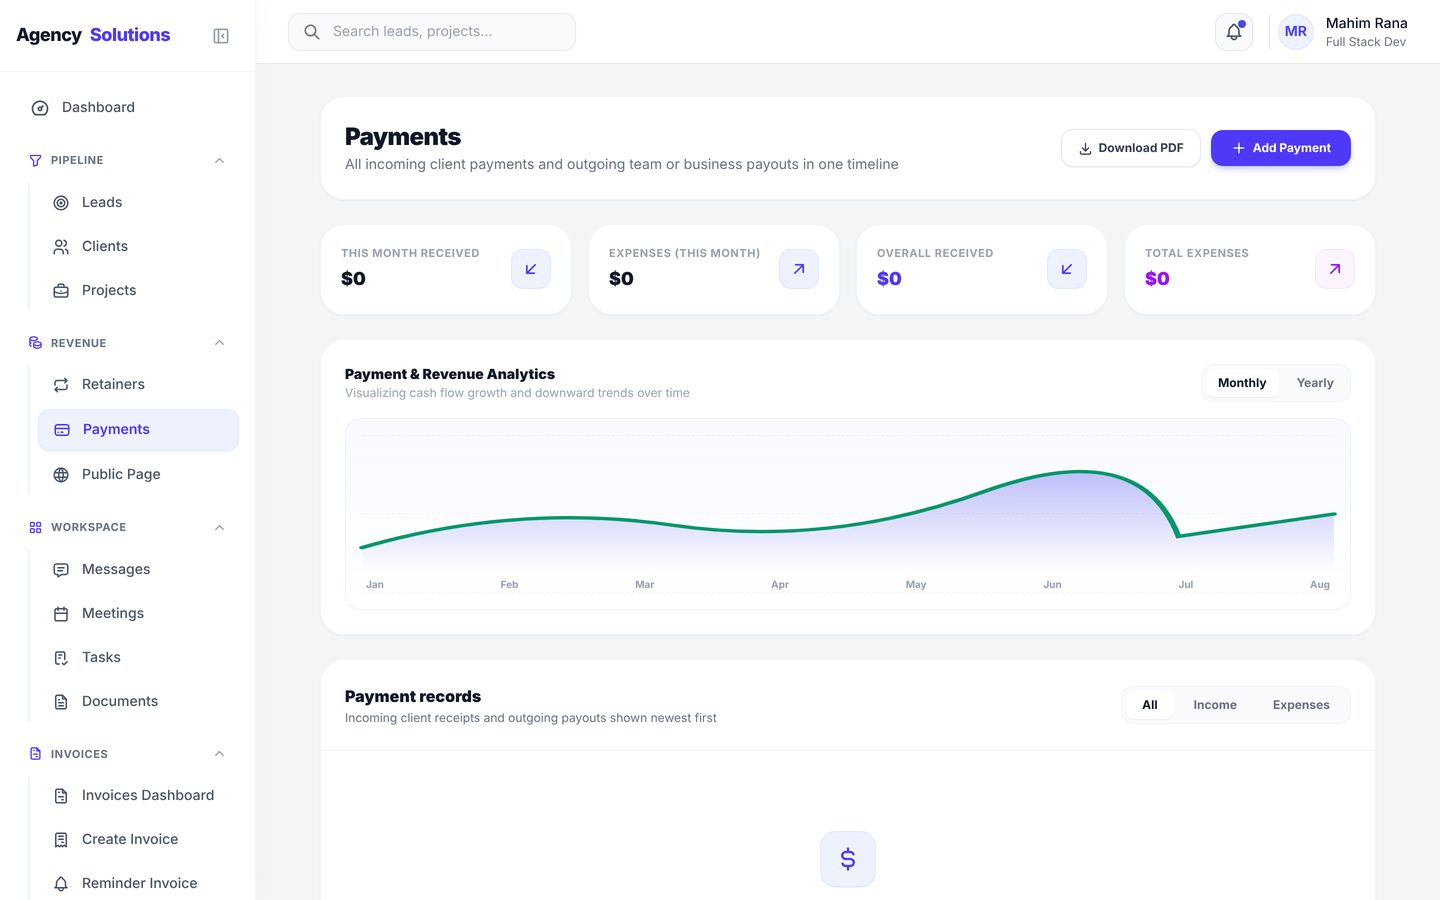 Agency Solutions
Search leads, projects...
MR
Mahim Rana
Full Stack Dev
Dashboard
PIPELINE
Leads
Clients
Projects
REVENUE
Retainers
Payments
Public Page
WORKSPACE
Messages
Meetings
Tasks
Documents
INVOICES
Invoices Dashboard
Create Invoice
Reminder Invoice
Payments
All incoming client payments and outgoing team or business payouts in one timeline
Download PDF
Add Payment
THIS MONTH RECEIVED
$0
EXPENSES (THIS MONTH)
$0
OVERALL RECEIVED
$0
TOTAL EXPENSES
$0
Payment & Revenue Analytics
Visualizing cash flow growth and downward trends over time
Monthly Yearly
Jan Feb Mar Apr May Jun Jul Aug
Payment records
Incoming client receipts and outgoing payouts shown newest first
All Income Expenses
$